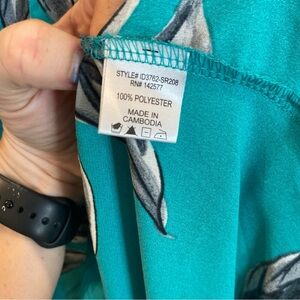 STYLE# ID3762-SR208
RN# 142577
100% POLYESTER
MADE IN
CAMBODIA